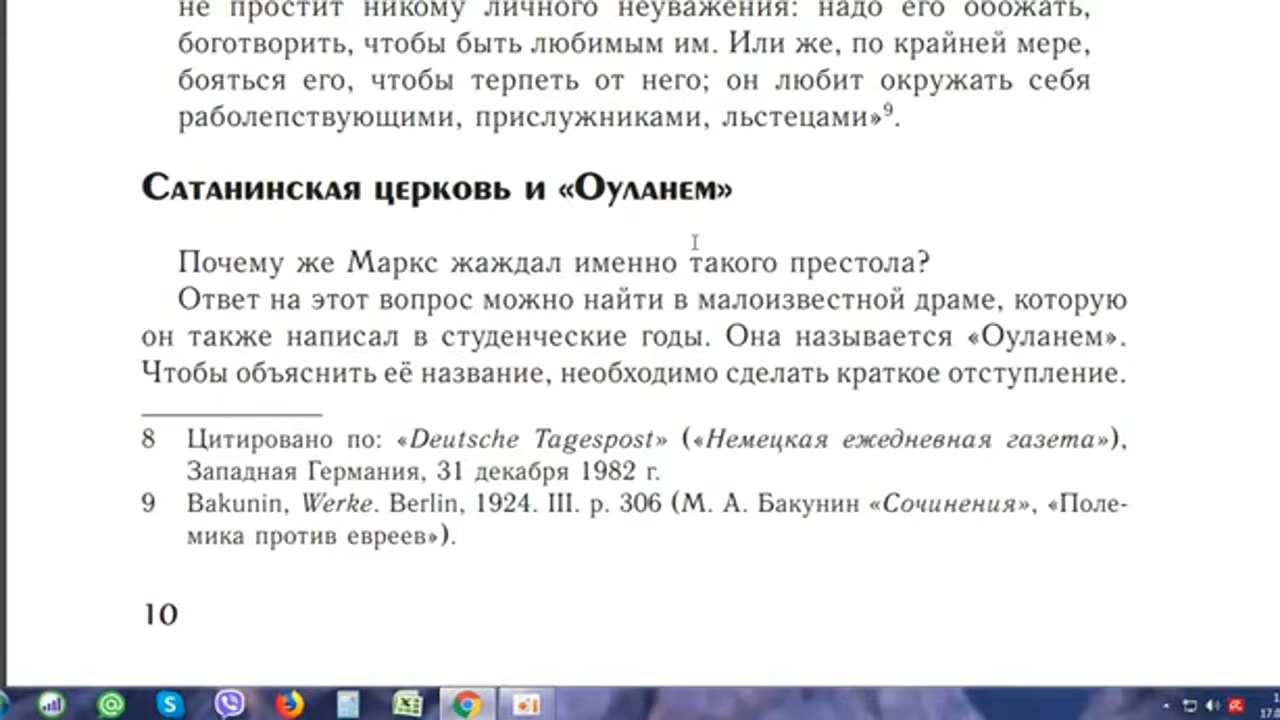 не простит никому личного неуважения: надо его обожать,
боготворить, чтобы быть любимым им. Или же, по крайней мере,
бояться его, чтобы терпеть от него; он любит окружать себя
раболепствующими, прислужниками, льстецами»⁹.
Сатанинская церковь и «Оуланем»
Почему же Маркс жаждал именно такого престола?
Ответ на этот вопрос можно найти в малоизвестной драме, которую
он также написал в студенческие годы. Она называется «Оуланем».
Чтобы объяснить её название, необходимо сделать краткое отступление.
8 Цитировано по: «Deutsche Tagespost» («Немецкая ежедневная газета»),
Западная Германия, 31 декабря 1982 г.
9 Bakunin, Werke. Berlin, 1924. III. p. 306 (М. А. Бакунин «Сочинения», «Поле-
мика против евреев»).
10